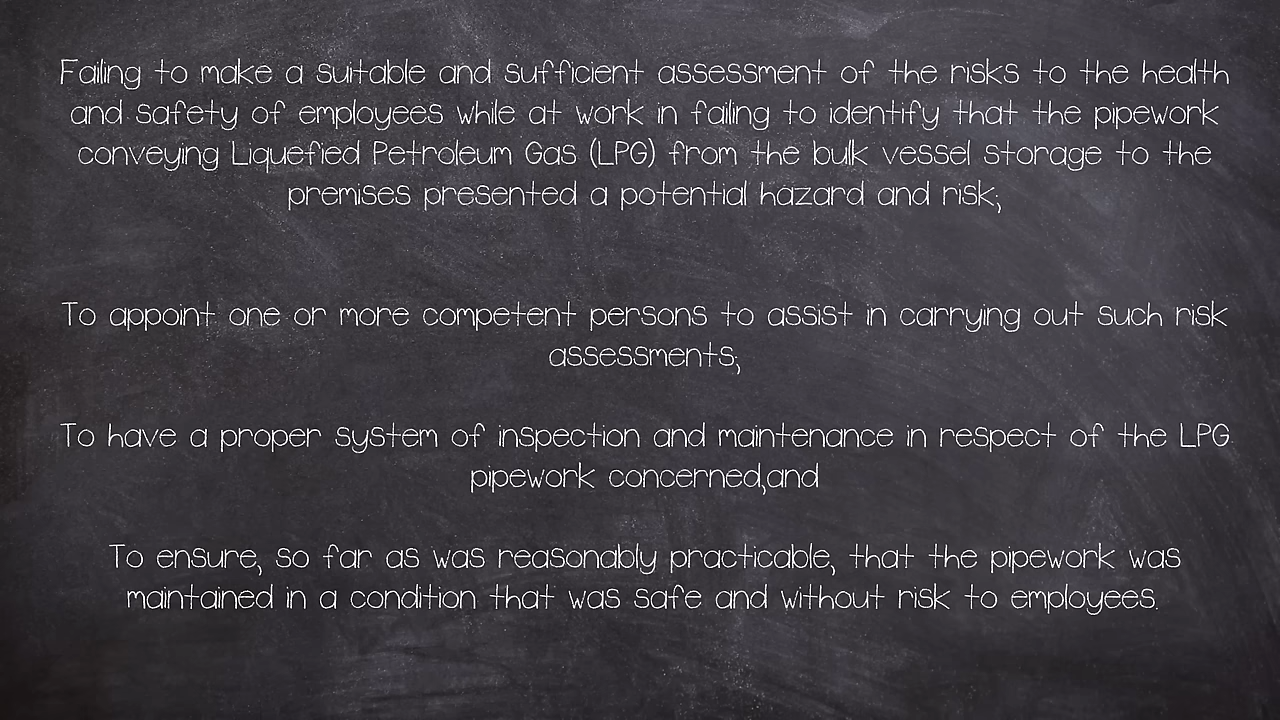 Failing to make a suitable and sufficient assessment of the risks to the health
and safety of employees while at work in failing to identify that the pipework
conveying Liquefied Petroleum Gas (LPG) from the bulk vessel storage to the
premises presented a potential hazard and risk;
To appoint one or more competent persons to assist in carrying out such risk
assessments;
To have a proper system of inspection and maintenance in respect of the LPG
pipework concerned,and
To ensure, so far as was reasonably practicable, that the pipework was
maintained in a condition that was safe and without risk to employees.